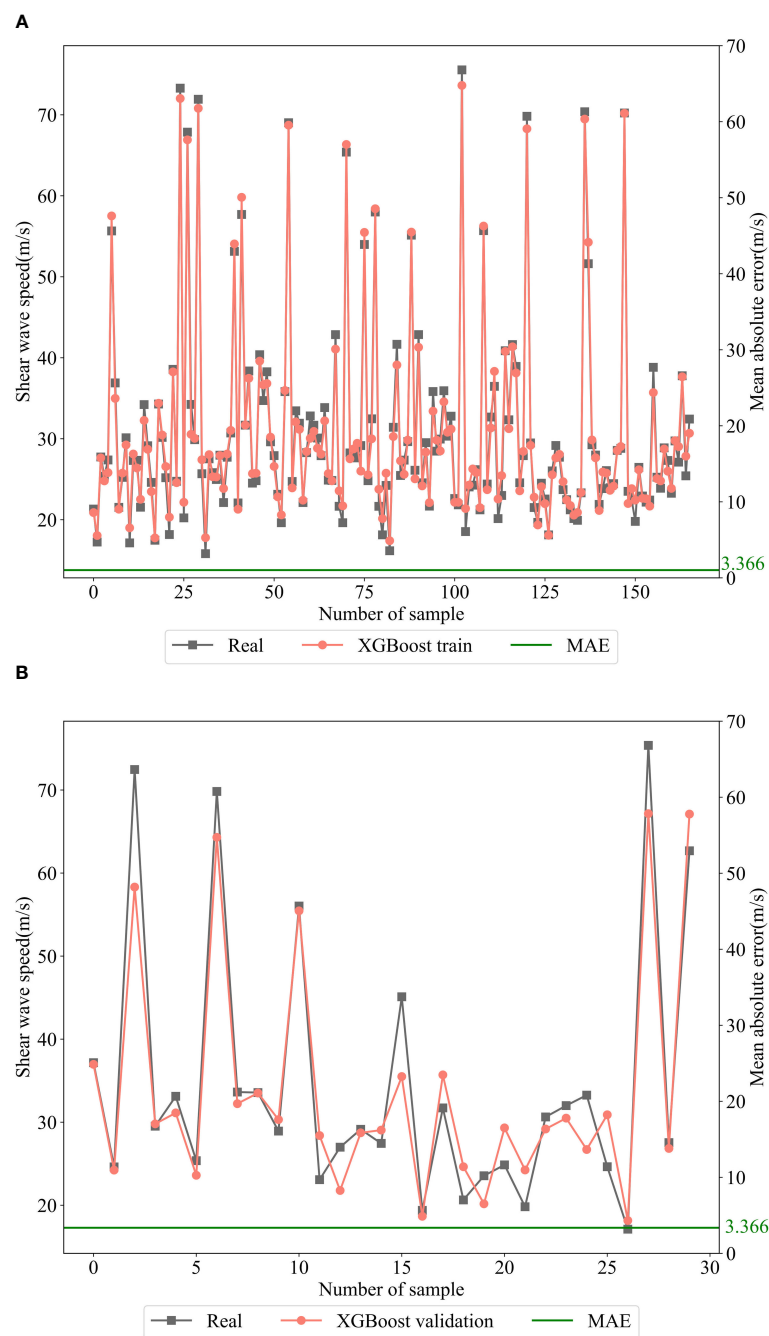 A
70
60
50
40
30
20
Shear wave speed(m/s)
70
60
50
40
30
20
10
0
Mean absolute error(m/s)
3.366
0 25 50 75 100 125 150
Number of sample
Real XGBoost train MAE
B
70
60
50
40
30
20
Shear wave speed(m/s)
70
60
50
40
30
20
10
0
Mean absolute error(m/s)
3.366
0 5 10 15 20 25 30
Number of sample
Real XGBoost validation MAE